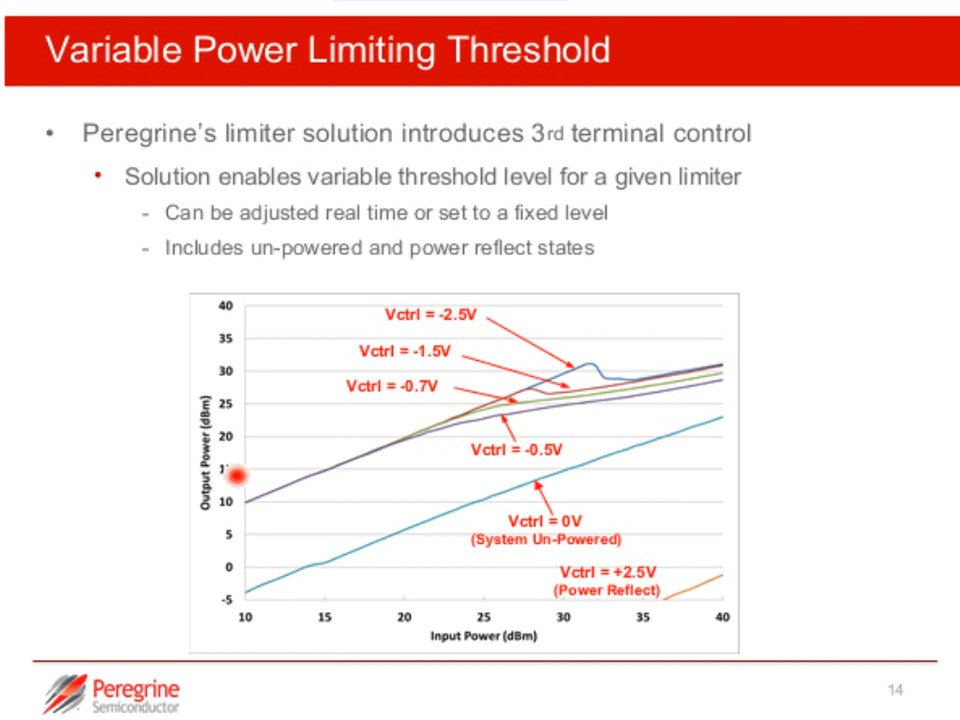 Variable Power Limiting Threshold
• Peregrine's limiter solution introduces 3rd terminal control
• Solution enables variable threshold level for a given limiter
- Can be adjusted real time or set to a fixed level
- Includes un-powered and power reflect states
40
35
30
25
20
10
5
0
-5
Output Power (dBm)
Vctrl = -2.5V
Vctrl = -1.5V
Vctrl = -0.7V
Vctrl = -0.5V
Vctrl = 0V
(System Un-Powered)
Vctrl = +2.5V
(Power Reflect)
10 15 20 25 30 35 40
Input Power (dBm)
Peregrine
Semiconductor
14